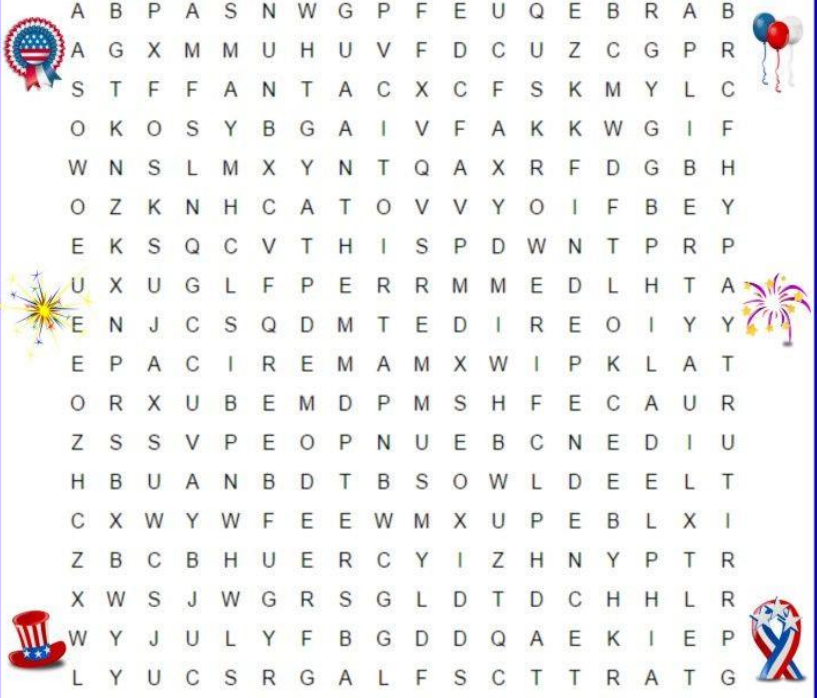 A B P A S N W G P F E U Q E B R A B
A G X M M U H U V F D C U Z C G P R
S T F F A N T A C X C F S K M Y L C
O K O S Y B G A I V F A K K W G I F
W N S L M X Y N T Q A X R F D G B H
O Z K N H C A T O V V Y O I F B E Y
E K S Q C V T H I S P D W N T P R P
U X U G L F P E R R M M E D L H T A
E N J C S Q D M T E D I R E O I Y Y
E P A C I R E M A M X W I P K L A T
O R X U B E M D P M S H F E C A U R
Z S S V P E O P N U E B C N E D I U
H B U A N B D T B S O W L D E E L T
C X W Y W F E E W M X U P E B L X I
Z B C B H U E R C Y I Z H N Y P T R
X W S J W G R S G L D T D C H H L R
W Y J U L Y F B G D D Q A E K I E P
L Y U C S R G A L F S C T T R A T G